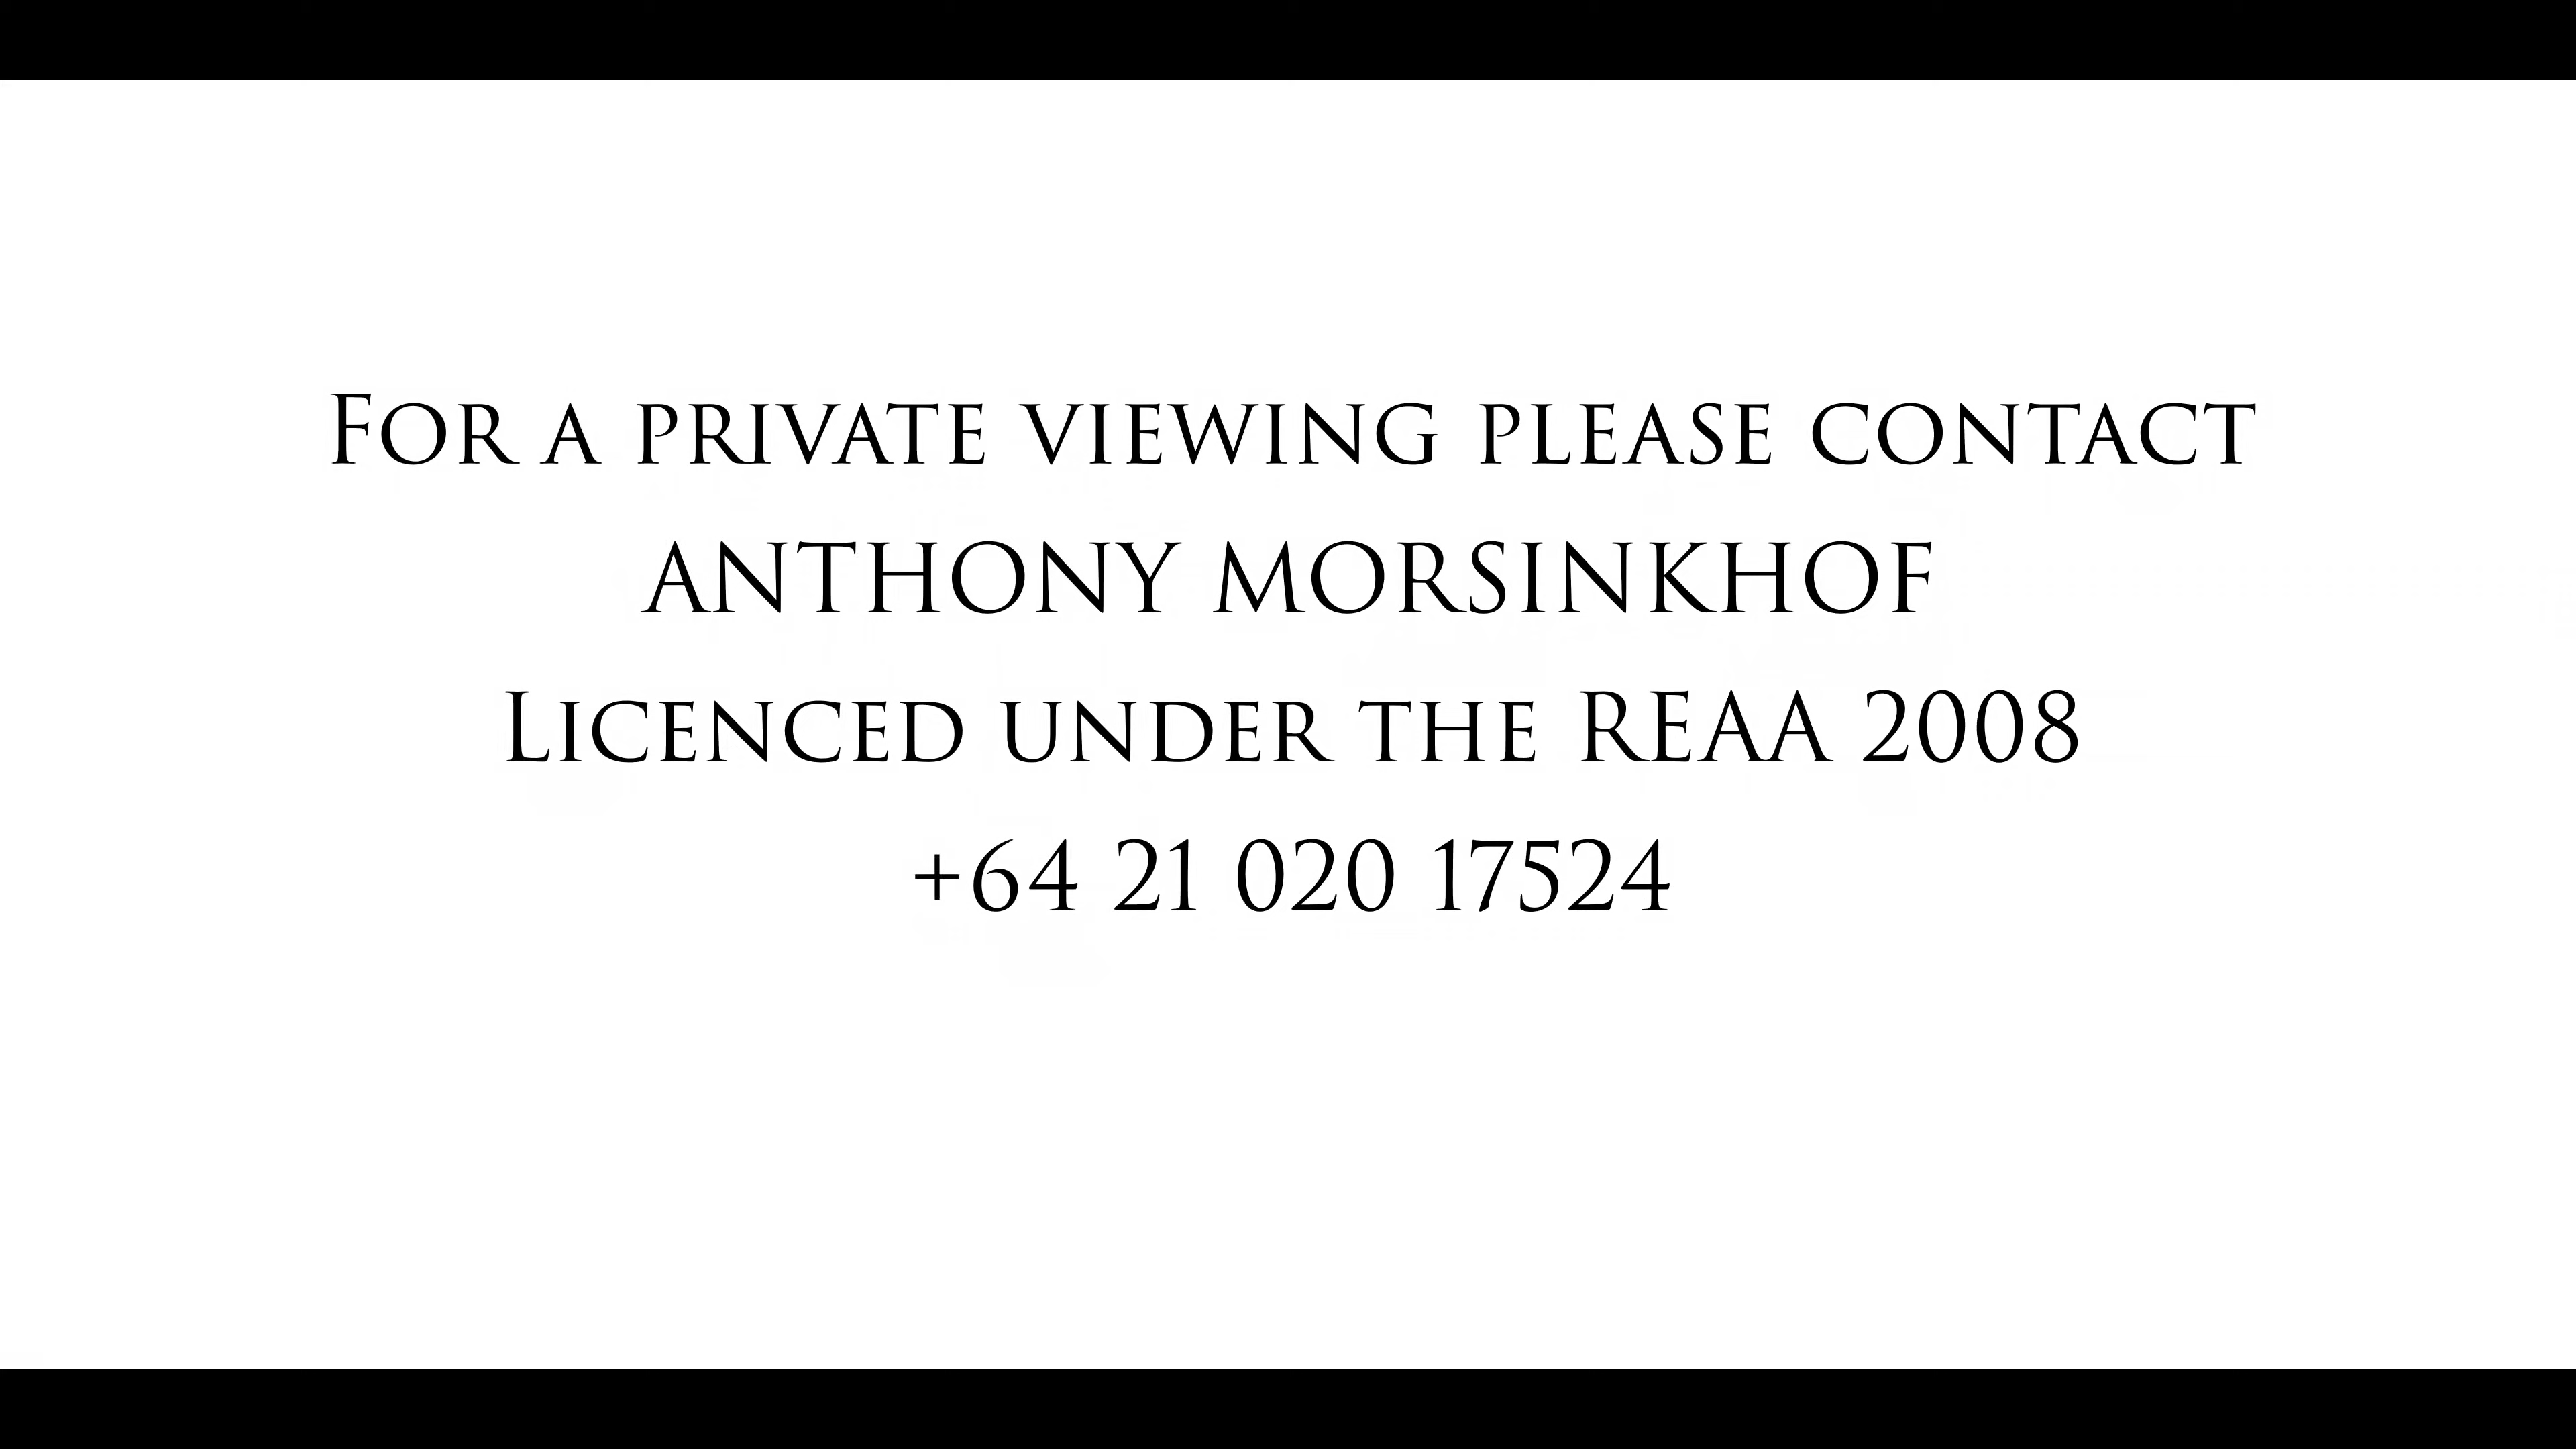 For a private viewing please contact
ANTHONY MORSINKHOF
Licenced under the REAA 2008
+64 21 020 17524